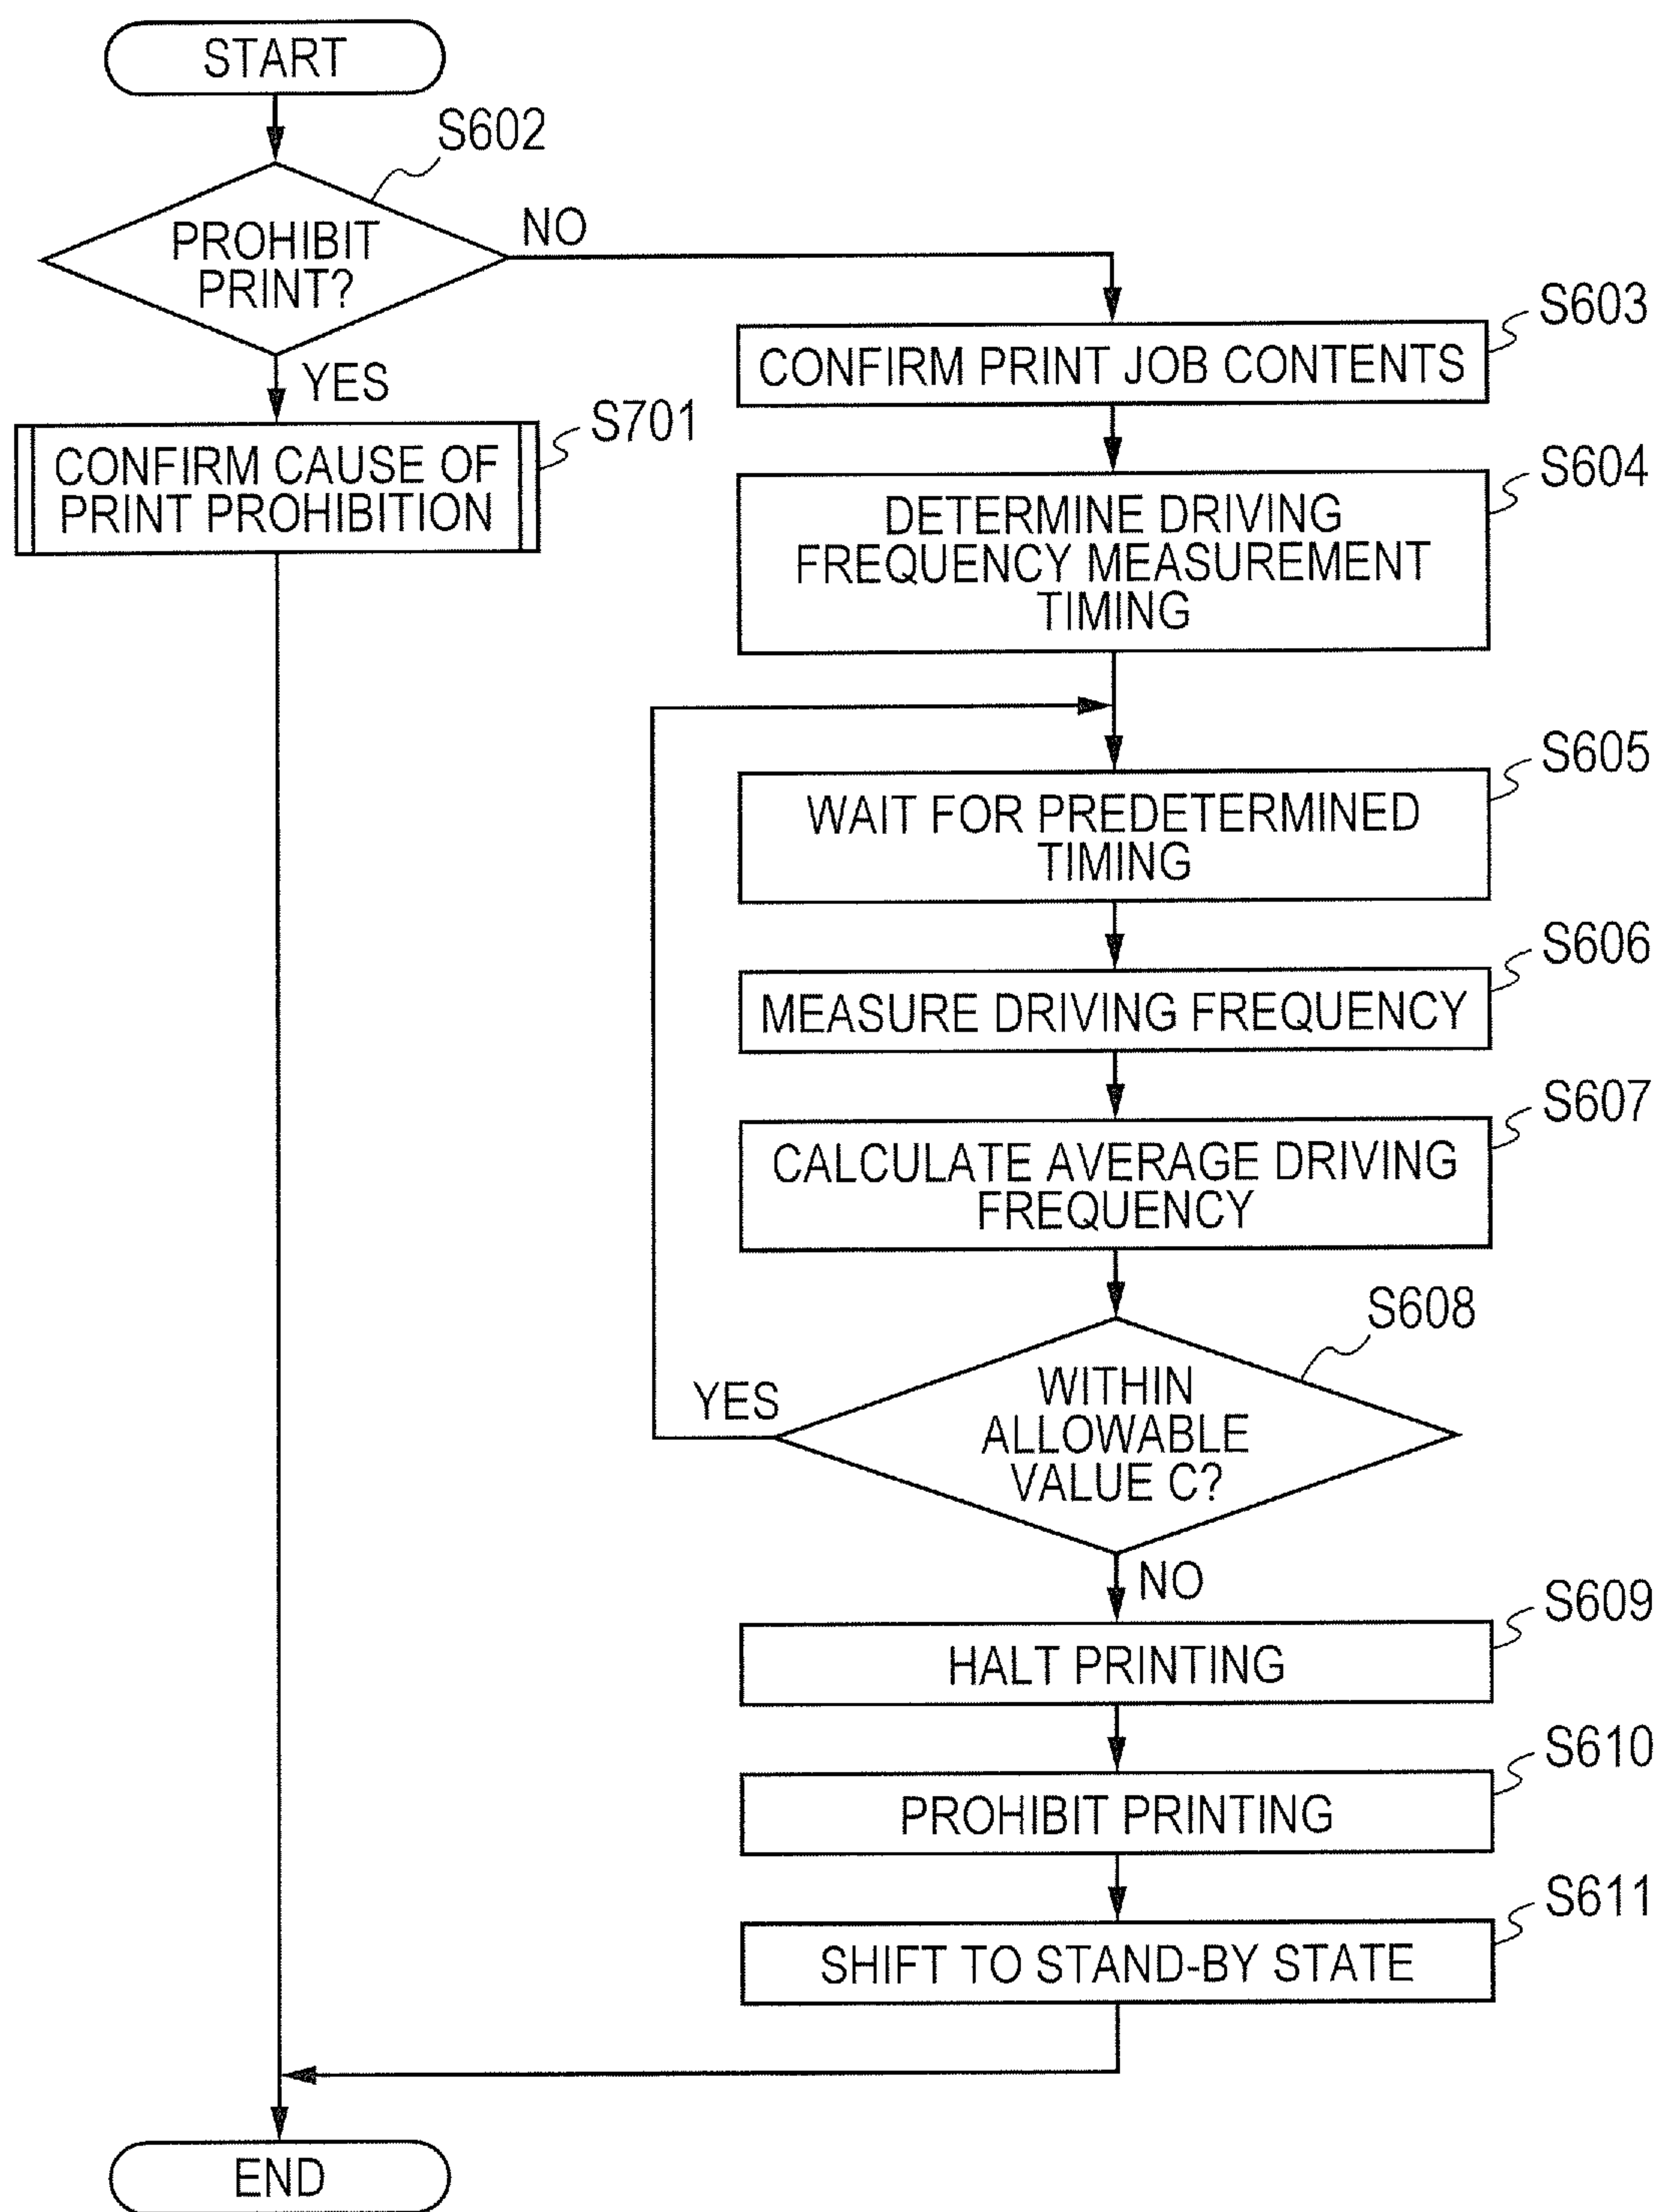 START
S602
PROHIBIT
PRINT?
NO
YES
S701
CONFIRM CAUSE OF
PRINT PROHIBITION
S603
CONFIRM PRINT JOB CONTENTS
S604
DETERMINE DRIVING
FREQUENCY MEASUREMENT
TIMING
S605
WAIT FOR PREDETERMINED
TIMING
S606
MEASURE DRIVING FREQUENCY
S607
CALCULATE AVERAGE DRIVING
FREQUENCY
S608
WITHIN
ALLOWABLE
VALUE C?
YES
NO
S609
HALT PRINTING
S610
PROHIBIT PRINTING
S611
SHIFT TO STAND-BY STATE
END